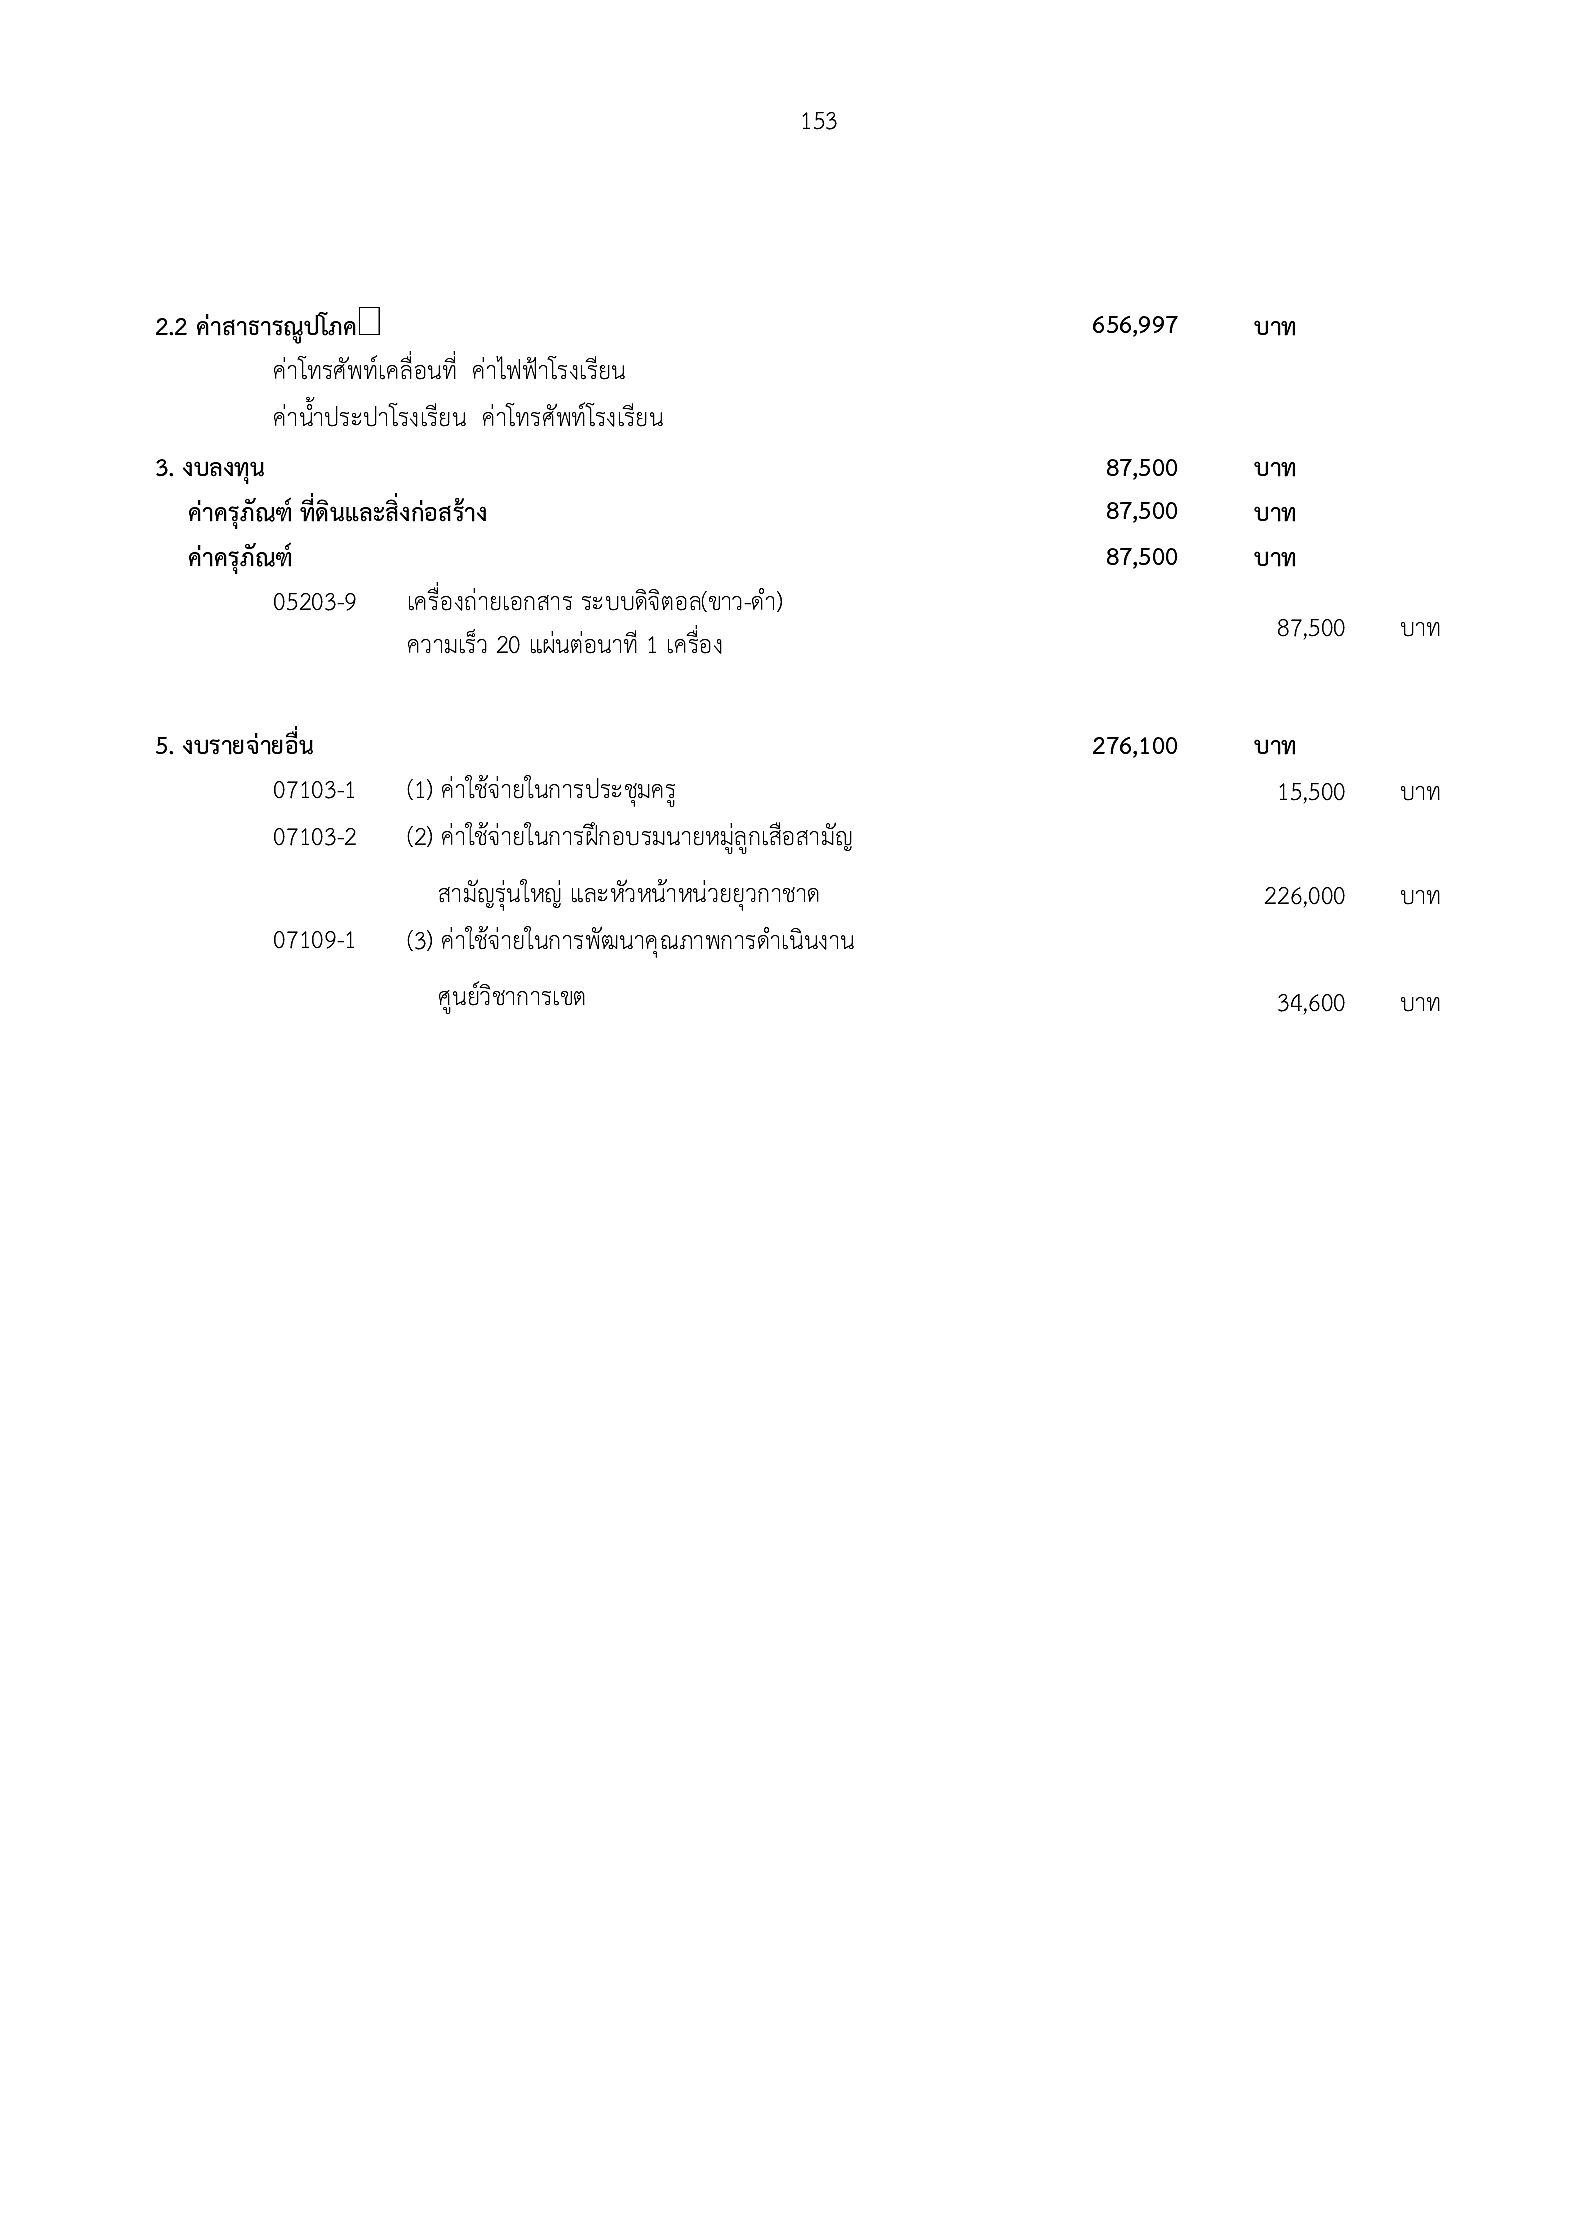 153
2.2 ค่าสาธารณูปโภค 656,997 บาท
ค่าโทรศัพท์เคลื่อนที่ ค่าไฟฟ้าโรงเรียน
ค่าน้ำประปาโรงเรียน ค่าโทรศัพท์โรงเรียน
3. งบลงทุน 87,500 บาท
ค่าครุภัณฑ์ ที่ดินและสิ่งก่อสร้าง 87,500 บาท
ค่าครุภัณฑ์ 87,500 บาท
05203-9 เครื่องถ่ายเอกสาร ระบบดิจิตอล(ขาว-ดำ)
ความเร็ว 20 แผ่นต่อนาที 1 เครื่อง 87,500 บาท
5. งบรายจ่ายอื่น 276,100 บาท
07103-1 (1) ค่าใช้จ่ายในการประชุมครู 15,500 บาท
07103-2 (2) ค่าใช้จ่ายในการฝึกอบรมนายหมู่ลูกเสือสามัญ
สามัญรุ่นใหญ่ และหัวหน้าหน่วยยุวกาชาด 226,000 บาท
07109-1 (3) ค่าใช้จ่ายในการพัฒนาคุณภาพการดำเนินงาน
ศูนย์วิชาการเขต 34,600 บาท